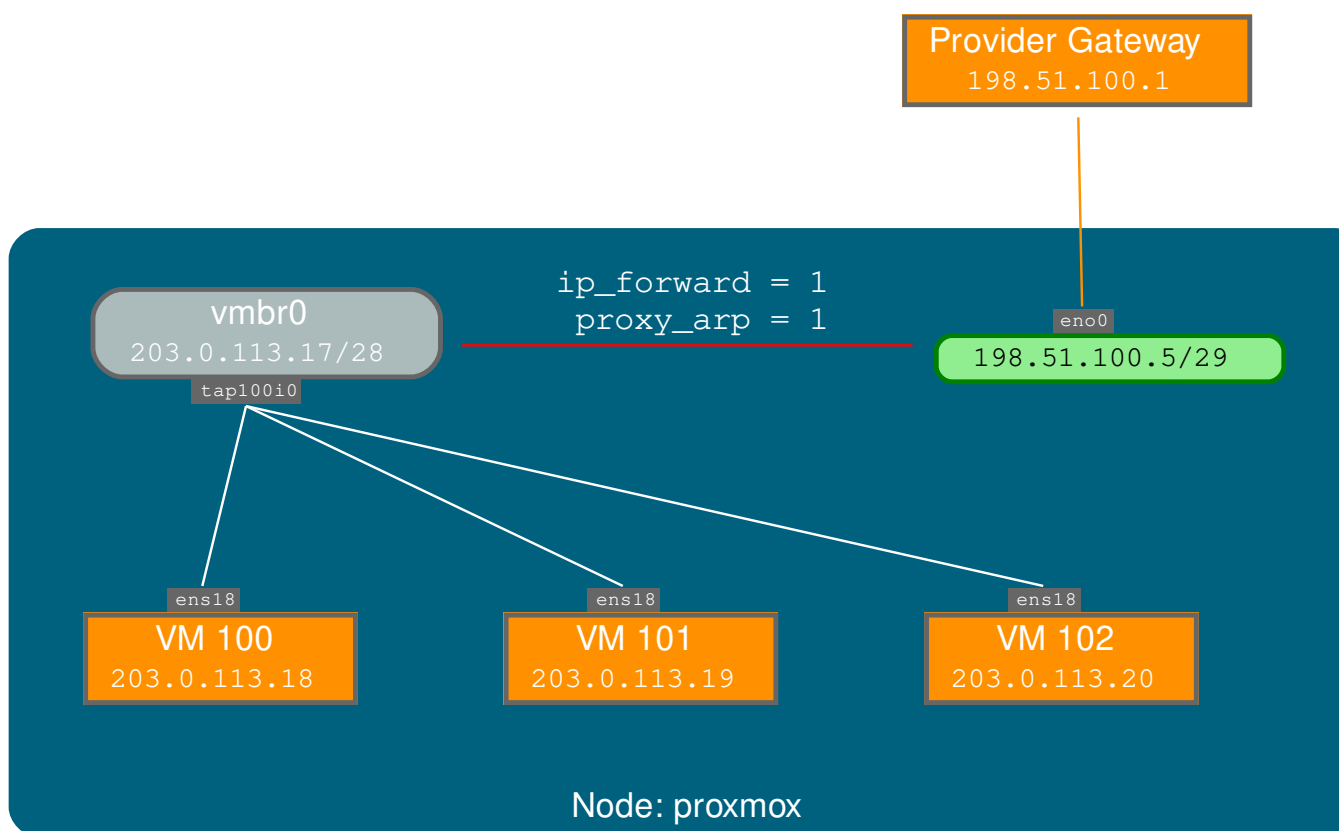 Provider Gateway
198.51.100.1
ip_forward = 1
proxy_arp = 1
vmbr0
203.0.113.17/28
tap100i0
eno0
198.51.100.5/29
ens18
ens18
ens18
VM 100
203.0.113.18
VM 101
203.0.113.19
VM 102
203.0.113.20
Node: proxmox